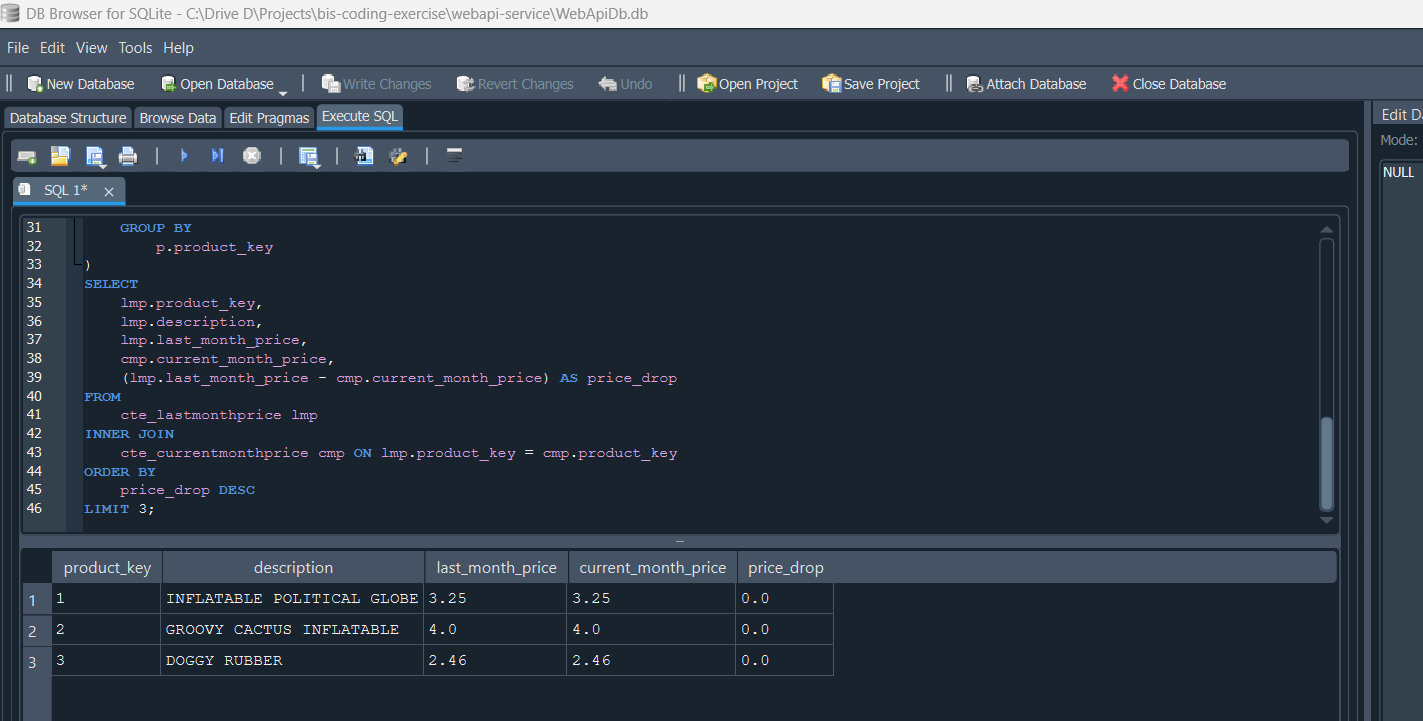 DB Browser for SQLite - C:\Drive D\Projects\bis-coding-exercise\webapi-service\WebApiDb.db
File Edit View Tools Help
New Database Open Database Write Changes Revert Changes Undo Open Project Save Project Attach Database Close Database
Database Structure Browse Data Edit Pragmas Execute SQL
Edit D
Mode:
SQL 1*
NULL
31 GROUP BY
32 p.product_key
33 )
34 SELECT
35 lmp.product_key,
36 lmp.description,
37 lmp.last_month_price,
38 cmp.current_month_price,
39 (lmp.last_month_price - cmp.current_month_price) AS price_drop
40 FROM
41 cte_lastmonthprice lmp
42 INNER JOIN
43 cte_currentmonthprice cmp ON lmp.product_key = cmp.product_key
44 ORDER BY
45 price_drop DESC
46 LIMIT 3;
product_key description last_month_price current_month_price price_drop
1 1 INFLATABLE POLITICAL GLOBE 3.25 3.25 0.0
2 2 GROOVY CACTUS INFLATABLE 4.0 4.0 0.0
3 3 DOGGY RUBBER 2.46 2.46 0.0